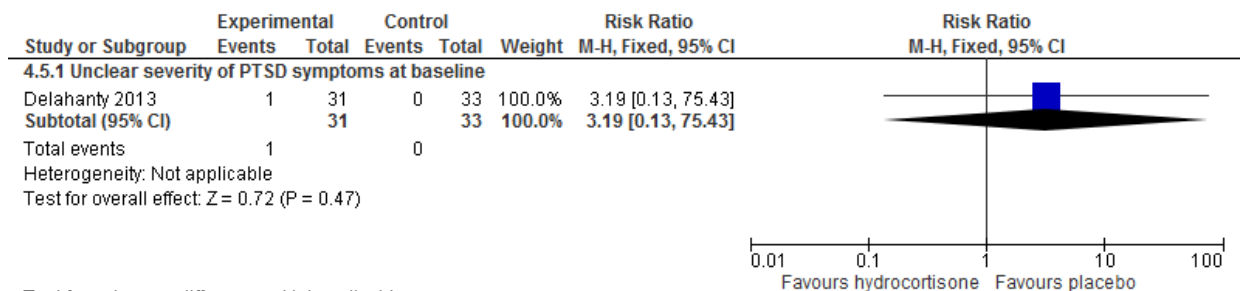 Experimental Control Risk Ratio Risk Ratio
Study or Subgroup Events Total Events Total Weight M-H, Fixed, 95% CI M-H, Fixed, 95% CI
4.5.1 Unclear severity of PTSD symptoms at baseline
Delahanty 2013 1 31 0 33 100.0% 3.19 [0.13, 75.43]
Subtotal (95% CI) 31 33 100.0% 3.19 [0.13, 75.43]
Total events 1 0
Heterogeneity: Not applicable
Test for overall effect: Z = 0.72 (P = 0.47)
0.01 0.1 1 10 100
Favours hydrocortisone Favours placebo